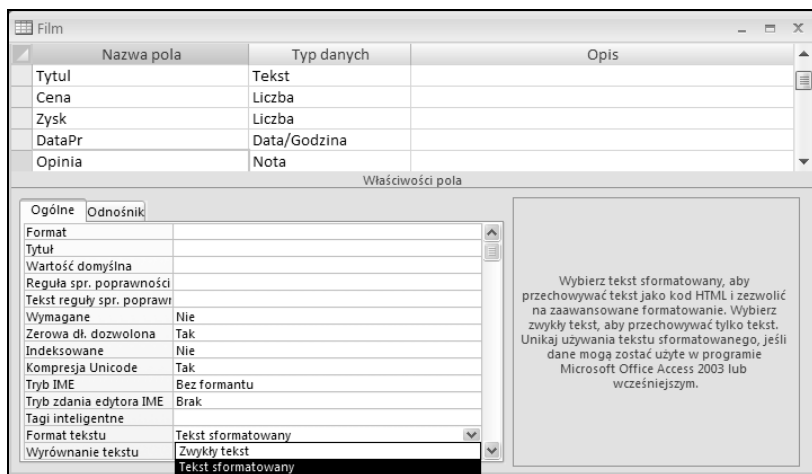 Film
Nazwa pola Typ danych Opis
Tytul Tekst
Cena Liczba
Zysk Liczba
DataPr Data/Godzina
Opinia Nota
Właściwości pola
Ogólne Odnośnik
Format
Tytuł
Wartość domyślna
Reguła spr. poprawności
Tekst reguły spr. poprawr
Wymagane Nie
Zerowa dł. dozwolona Tak
Indeksowane Nie
Kompresja Unicode Tak
Tryb IME Bez formantu
Tryb zdania edytora IME Brak
Tagi inteligentne
Format tekstu Tekst sformatowany
Wyrównanie tekstu Zwykły tekst
Tekst sformatowany
Wybierz tekst sformatowany, aby
przechowywać tekst jako kod HTML i zezwolić
na zaawansowane formatowanie. Wybierz
zwykły tekst, aby przechowywać tylko tekst.
Unikaj używania tekstu sformatowanego, jeśli
dane mogą zostać użyte w programie
Microsoft Office Access 2003 lub
wcześniejszym.